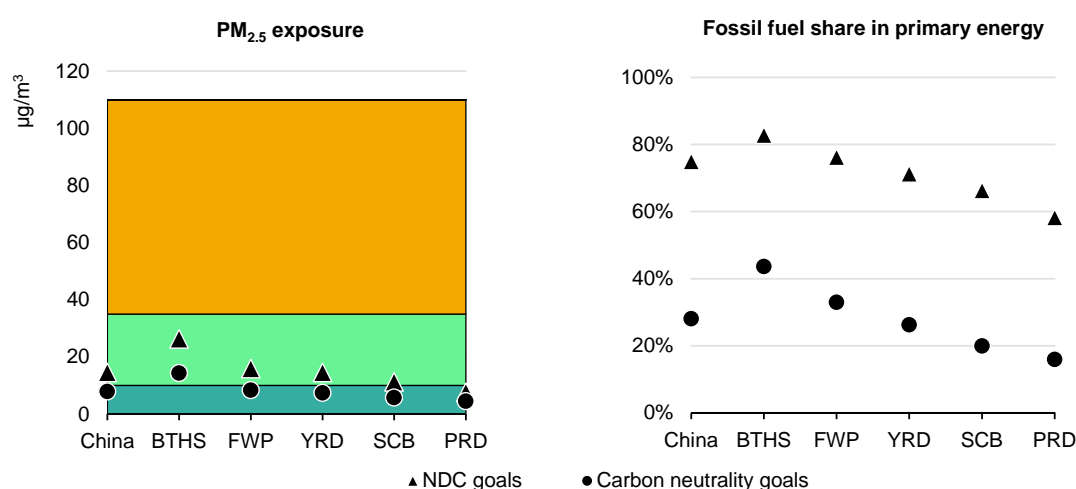 PM2.5 exposure
µg/m³
120
100
80
60
40
20
0
China BTHS FWP YRD SCB PRD
Fossil fuel share in primary energy
100%
80%
60%
40%
20%
0%
China BTHS FWP YRD SCB PRD
▲ NDC goals ● Carbon neutrality goals